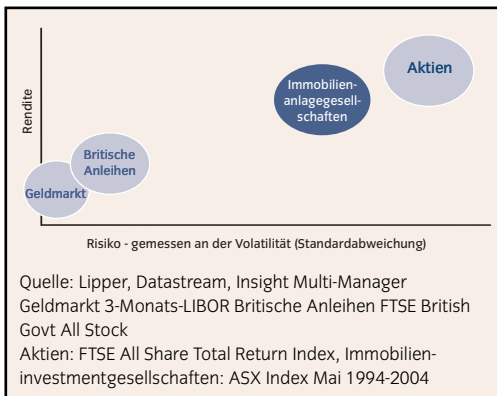 Rendite
Aktien
Immobilien-
anlagegesell-
schaften
Britische
Anleihen
Geldmarkt
Risiko - gemessen an der Volatilität (Standardabweichung)
Quelle: Lipper, Datastream, Insight Multi-Manager
Geldmarkt 3-Monats-LIBOR Britische Anleihen FTSE British
Govt All Stock
Aktien: FTSE All Share Total Return Index, Immobilien-
investmentgesellschaften: ASX Index Mai 1994-2004